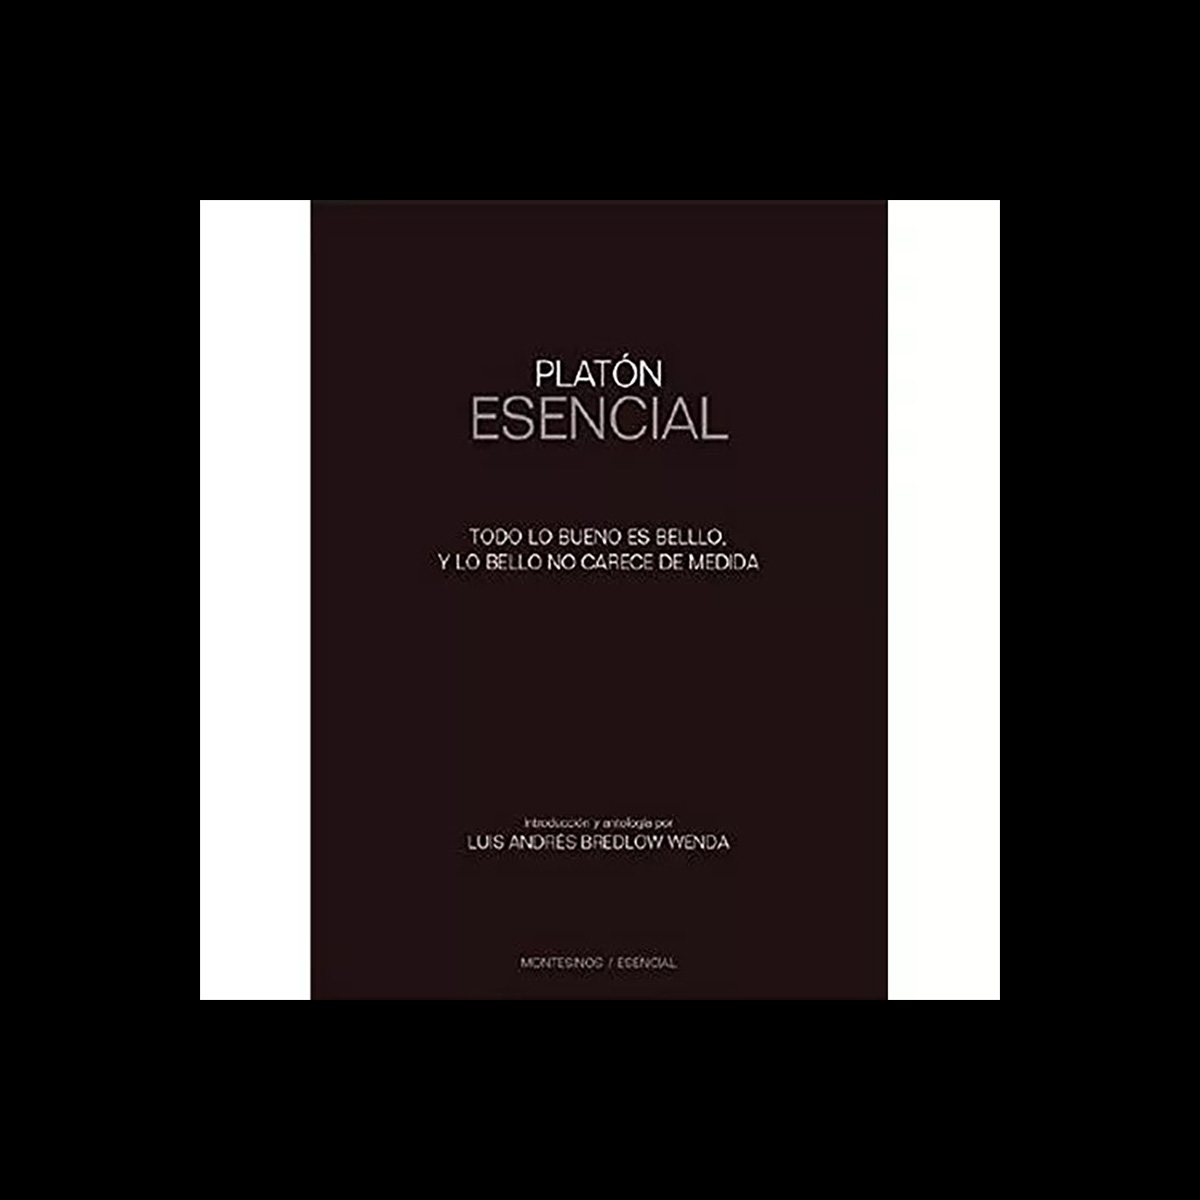 PLATÓN
ESENCIAL
TODO LO BUENO ES BELLLO,
Y LO BELLO NO CARECE DE MEDIDA
Introducción y antología por
LUIS ANDRÉS BREDLOW WENDA
MONTESINOS / ESENCIAL